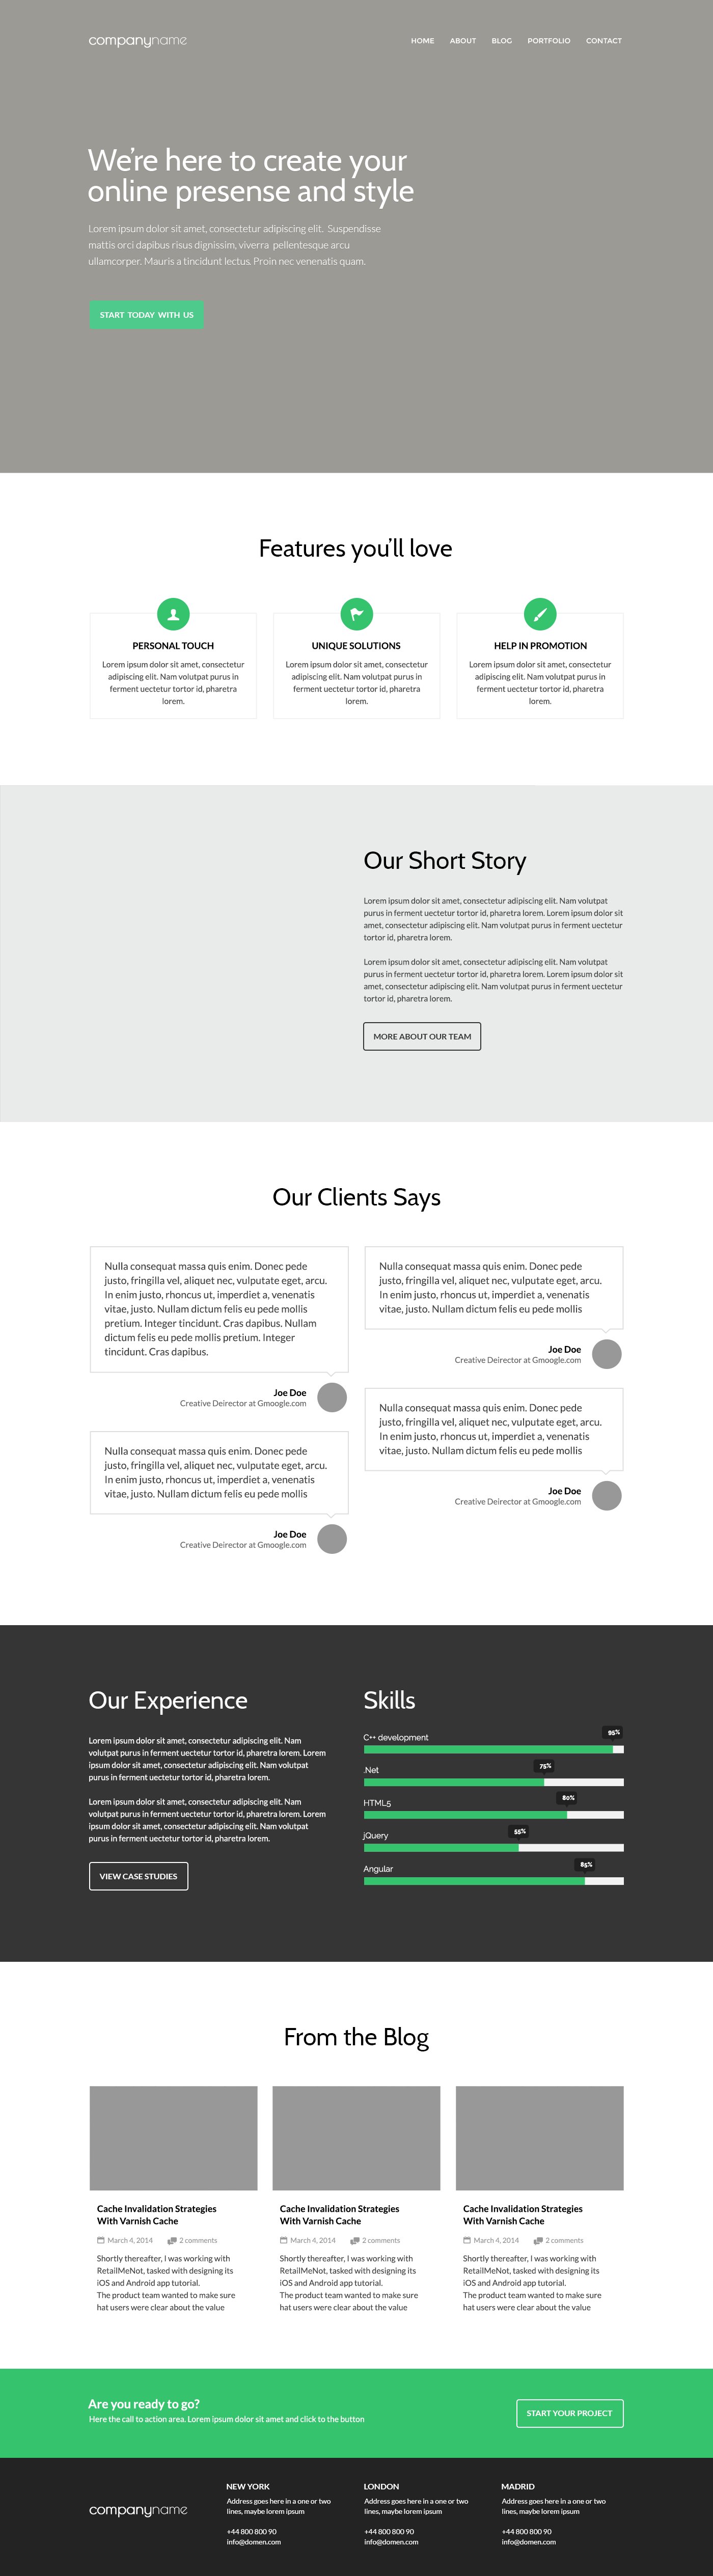 companyname
HOME ABOUT BLOG PORTFOLIO CONTACT
We're here to create your
online presense and style
Lorem ipsum dolor sit amet, consectetur adipiscing elit. Suspendisse
mattis orci dapibus risus dignissim, viverra pellentesque arcu
ullamcorper. Mauris a tincidunt lectus. Proin nec venenatis quam.
START TODAY WITH US
Features you'll love
PERSONAL TOUCH
Lorem ipsum dolor sit amet, consectetur
adipiscing elit. Nam volutpat purus in
ferment uectetur tortor id, pharetra
lorem.
UNIQUE SOLUTIONS
Lorem ipsum dolor sit amet, consectetur
adipiscing elit. Nam volutpat purus in
ferment uectetur tortor id, pharetra
lorem.
HELP IN PROMOTION
Lorem ipsum dolor sit amet, consectetur
adipiscing elit. Nam volutpat purus in
ferment uectetur tortor id, pharetra
lorem.
Our Short Story
Lorem ipsum dolor sit amet, consectetur adipiscing elit. Nam volutpat
purus in ferment uectetur tortor id, pharetra lorem. Lorem ipsum dolor sit
amet, consectetur adipiscing elit. Nam volutpat purus in ferment uectetur
tortor id, pharetra lorem.
Lorem ipsum dolor sit amet, consectetur adipiscing elit. Nam volutpat
purus in ferment uectetur tortor id, pharetra lorem. Lorem ipsum dolor sit
amet, consectetur adipiscing elit. Nam volutpat purus in ferment uectetur
tortor id, pharetra lorem.
MORE ABOUT OUR TEAM
Our Clients Says
Nulla consequat massa quis enim. Donec pede
justo, fringilla vel, aliquet nec, vulputate eget, arcu.
In enim justo, rhoncus ut, imperdiet a, venenatis
vitae, justo. Nullam dictum felis eu pede mollis
pretium. Integer tincidunt. Cras dapibus. Nullam
dictum felis eu pede mollis pretium. Integer
tincidunt. Cras dapibus.
Joe Doe
Creative Deirector at Gmoogle.com
Nulla consequat massa quis enim. Donec pede
justo, fringilla vel, aliquet nec, vulputate eget, arcu.
In enim justo, rhoncus ut, imperdiet a, venenatis
vitae, justo. Nullam dictum felis eu pede mollis
Joe Doe
Creative Deirector at Gmoogle.com
Nulla consequat massa quis enim. Donec pede
justo, fringilla vel, aliquet nec, vulputate eget, arcu.
In enim justo, rhoncus ut, imperdiet a, venenatis
vitae, justo. Nullam dictum felis eu pede mollis
Joe Doe
Creative Deirector at Gmoogle.com
Nulla consequat massa quis enim. Donec pede
justo, fringilla vel, aliquet nec, vulputate eget, arcu.
In enim justo, rhoncus ut, imperdiet a, venenatis
vitae, justo. Nullam dictum felis eu pede mollis
Joe Doe
Creative Deirector at Gmoogle.com
Our Experience
Lorem ipsum dolor sit amet, consectetur adipiscing elit. Nam
volutpat purus in ferment uectetur tortor id, pharetra lorem. Lorem
ipsum dolor sit amet, consectetur adipiscing elit. Nam volutpat
purus in ferment uectetur tortor id, pharetra lorem.
Lorem ipsum dolor sit amet, consectetur adipiscing elit. Nam
volutpat purus in ferment uectetur tortor id, pharetra lorem. Lorem
ipsum dolor sit amet, consectetur adipiscing elit. Nam volutpat
purus in ferment uectetur tortor id, pharetra lorem.
VIEW CASE STUDIES
Skills
C++ development 95%
.Net 75%
HTML5 80%
jQuery 55%
Angular 85%
From the Blog
Cache Invalidation Strategies
With Varnish Cache
March 4, 2014 2 comments
Shortly thereafter, I was working with
RetailMeNot, tasked with designing its
iOS and Android app tutorial.
The product team wanted to make sure
hat users were clear about the value
Cache Invalidation Strategies
With Varnish Cache
March 4, 2014 2 comments
Shortly thereafter, I was working with
RetailMeNot, tasked with designing its
iOS and Android app tutorial.
The product team wanted to make sure
hat users were clear about the value
Cache Invalidation Strategies
With Varnish Cache
March 4, 2014 2 comments
Shortly thereafter, I was working with
RetailMeNot, tasked with designing its
iOS and Android app tutorial.
The product team wanted to make sure
hat users were clear about the value
Are you ready to go?
Here the call to action area. Lorem ipsum dolor sit amet and click to the button
START YOUR PROJECT
companyname
NEW YORK
Address goes here in a one or two
lines, maybe lorem ipsum
+44 800 800 90
info@domen.com
LONDON
Address goes here in a one or two
lines, maybe lorem ipsum
+44 800 800 90
info@domen.com
MADRID
Address goes here in a one or two
lines, maybe lorem ipsum
+44 800 800 90
info@domen.com